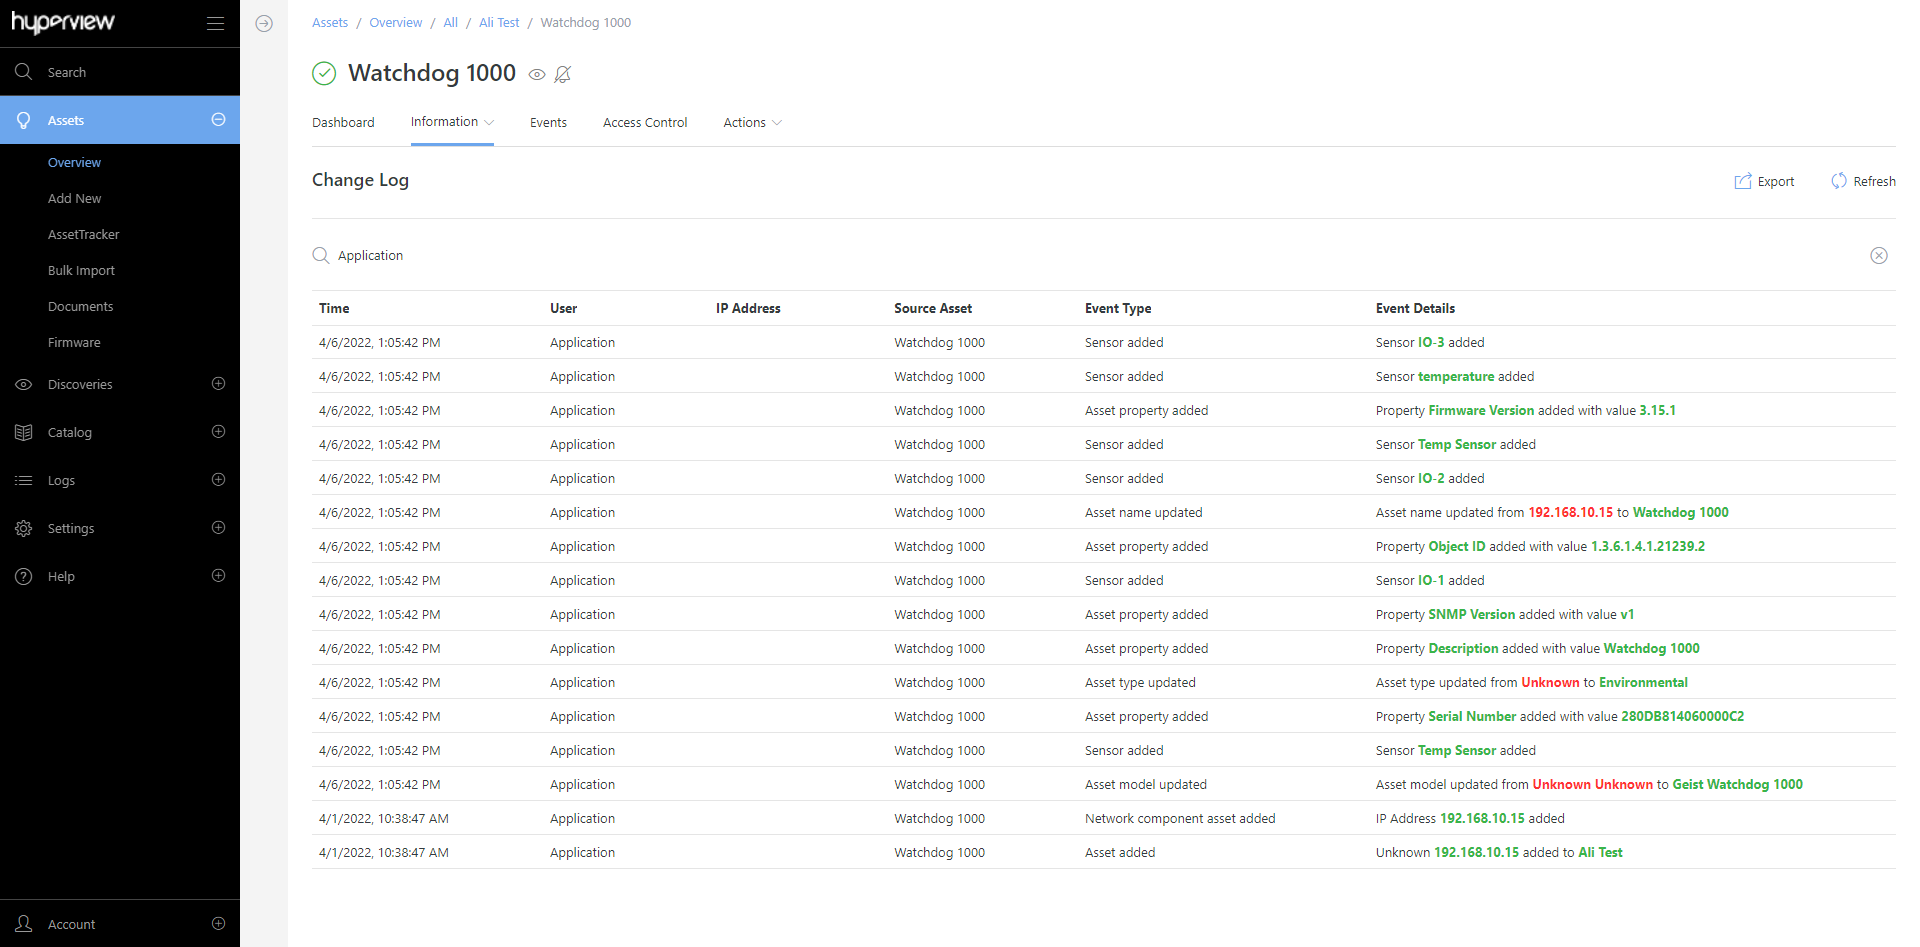 hyperview
Search
Assets
Overview
Add New
AssetTracker
Bulk Import
Documents
Firmware
Discoveries
Catalog
Logs
Settings
Help
Account
Assets / Overview / All / Ali Test / Watchdog 1000
Watchdog 1000
Dashboard Information Events Access Control Actions
Change Log Export Refresh
Application
Time User IP Address Source Asset Event Type Event Details
4/6/2022, 1:05:42 PM Application Watchdog 1000 Sensor added Sensor IO-3 added
4/6/2022, 1:05:42 PM Application Watchdog 1000 Sensor added Sensor temperature added
4/6/2022, 1:05:42 PM Application Watchdog 1000 Asset property added Property Firmware Version added with value 3.15.1
4/6/2022, 1:05:42 PM Application Watchdog 1000 Sensor added Sensor Temp Sensor added
4/6/2022, 1:05:42 PM Application Watchdog 1000 Sensor added Sensor IO-2 added
4/6/2022, 1:05:42 PM Application Watchdog 1000 Asset name updated Asset name updated from 192.168.10.15 to Watchdog 1000
4/6/2022, 1:05:42 PM Application Watchdog 1000 Asset property added Property Object ID added with value 1.3.6.1.4.1.21239.2
4/6/2022, 1:05:42 PM Application Watchdog 1000 Sensor added Sensor IO-1 added
4/6/2022, 1:05:42 PM Application Watchdog 1000 Asset property added Property SNMP Version added with value v1
4/6/2022, 1:05:42 PM Application Watchdog 1000 Asset property added Property Description added with value Watchdog 1000
4/6/2022, 1:05:42 PM Application Watchdog 1000 Asset type updated Asset type updated from Unknown to Environmental
4/6/2022, 1:05:42 PM Application Watchdog 1000 Asset property added Property Serial Number added with value 280DB814060000C2
4/6/2022, 1:05:42 PM Application Watchdog 1000 Sensor added Sensor Temp Sensor added
4/6/2022, 1:05:42 PM Application Watchdog 1000 Asset model updated Asset model updated from Unknown Unknown to Geist Watchdog 1000
4/1/2022, 10:38:47 AM Application Watchdog 1000 Network component asset added IP Address 192.168.10.15 added
4/1/2022, 10:38:47 AM Application Watchdog 1000 Asset added Unknown 192.168.10.15 added to Ali Test